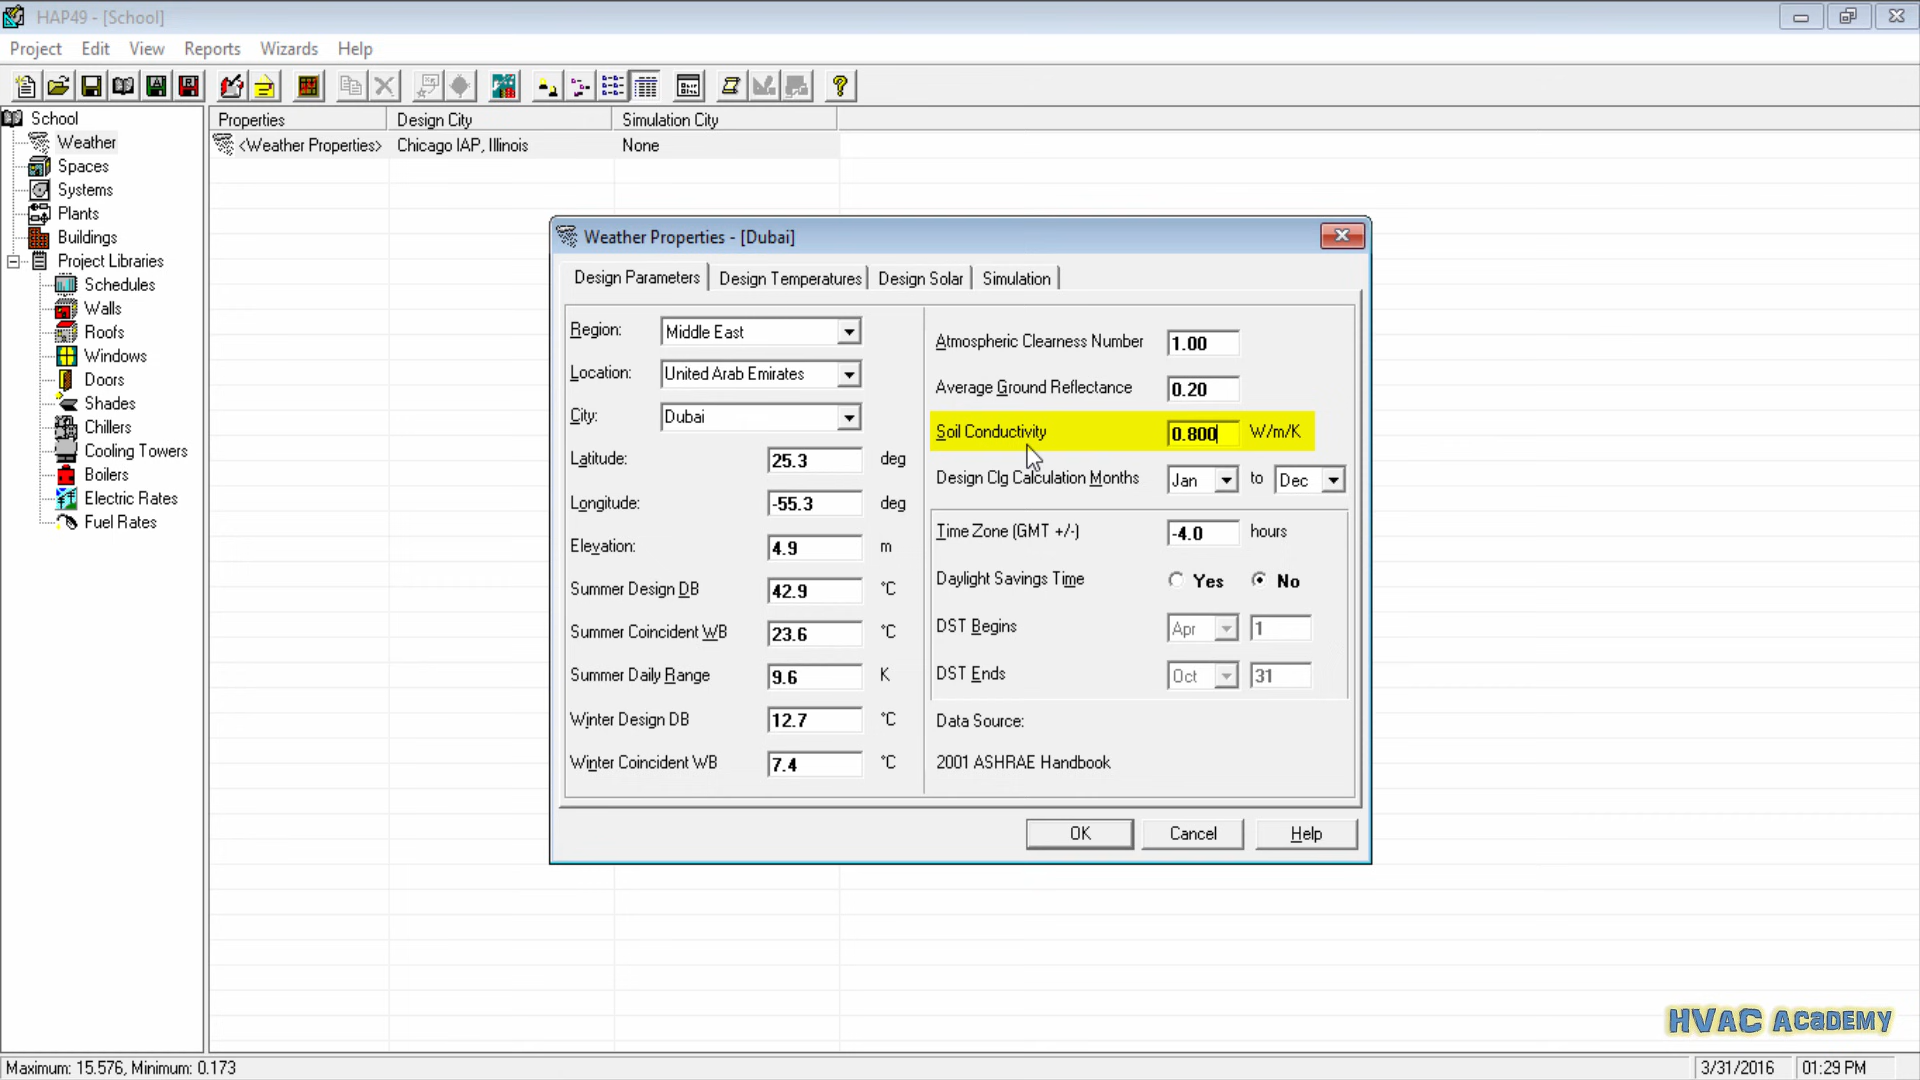 HAP49 - [School]
Project Edit View Reports Wizards Help
School
Weather
Spaces
Systems
Plants
Buildings
Project Libraries
Schedules
Walls
Roofs
Windows
Doors
Shades
Chillers
Cooling Towers
Boilers
Electric Rates
Fuel Rates
Properties Design City Simulation City
<Weather Properties> Chicago IAP, Illinois None
Weather Properties - [Dubai]
Design Parameters Design Temperatures Design Solar Simulation
Region: Middle East
Location: United Arab Emirates
City: Dubai
Latitude: 25.3 deg
Longitude: -55.3 deg
Elevation: 4.9 m
Summer Design DB 42.9 °C
Summer Coincident WB 23.6 °C
Summer Daily Range 9.6 K
Winter Design DB 12.7 °C
Winter Coincident WB 7.4 °C
Atmospheric Clearness Number 1.00
Average Ground Reflectance 0.20
Soil Conductivity 0.800 W/m/K
Design Clg Calculation Months Jan to Dec
Time Zone (GMT +/-) -4.0 hours
Daylight Savings Time Yes No
DST Begins Apr 1
DST Ends Oct 31
Data Source:
2001 ASHRAE Handbook
OK Cancel Help
HVAC Academy
Maximum: 15.576, Minimum: 0.173 3/31/2016 01:29 PM